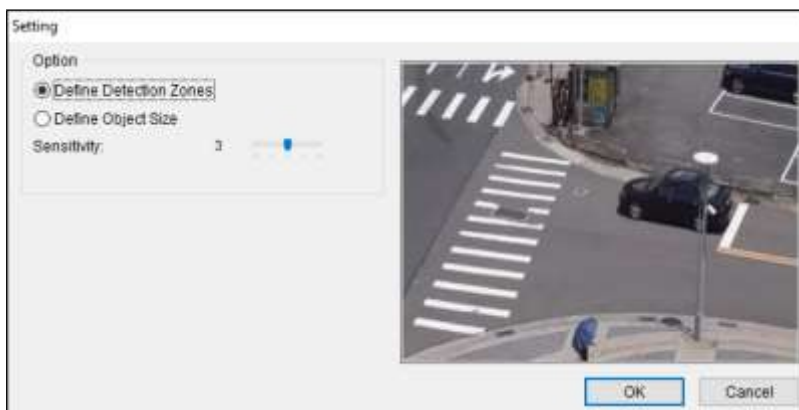 Setting
Option
Define Detection Zones
Define Object Size
Sensitivity: 3
OK Cancel